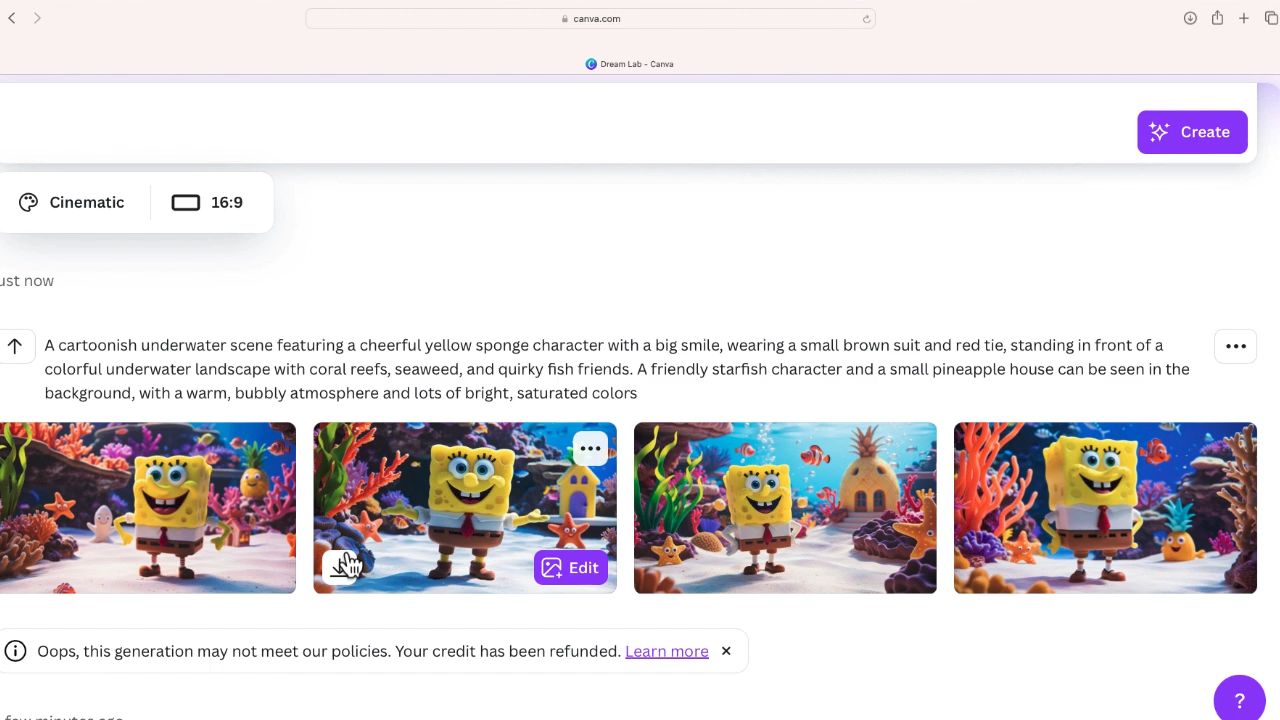 canva.com
Dream Lab - Canva
Create
Cinematic
16:9
ust now
A cartoonish underwater scene featuring a cheerful yellow sponge character with a big smile, wearing a small brown suit and red tie, standing in front of a
colorful underwater landscape with coral reefs, seaweed, and quirky fish friends. A friendly starfish character and a small pineapple house can be seen in the
background, with a warm, bubbly atmosphere and lots of bright, saturated colors
Edit
Oops, this generation may not meet our policies. Your credit has been refunded. Learn more
?
few minutes ago